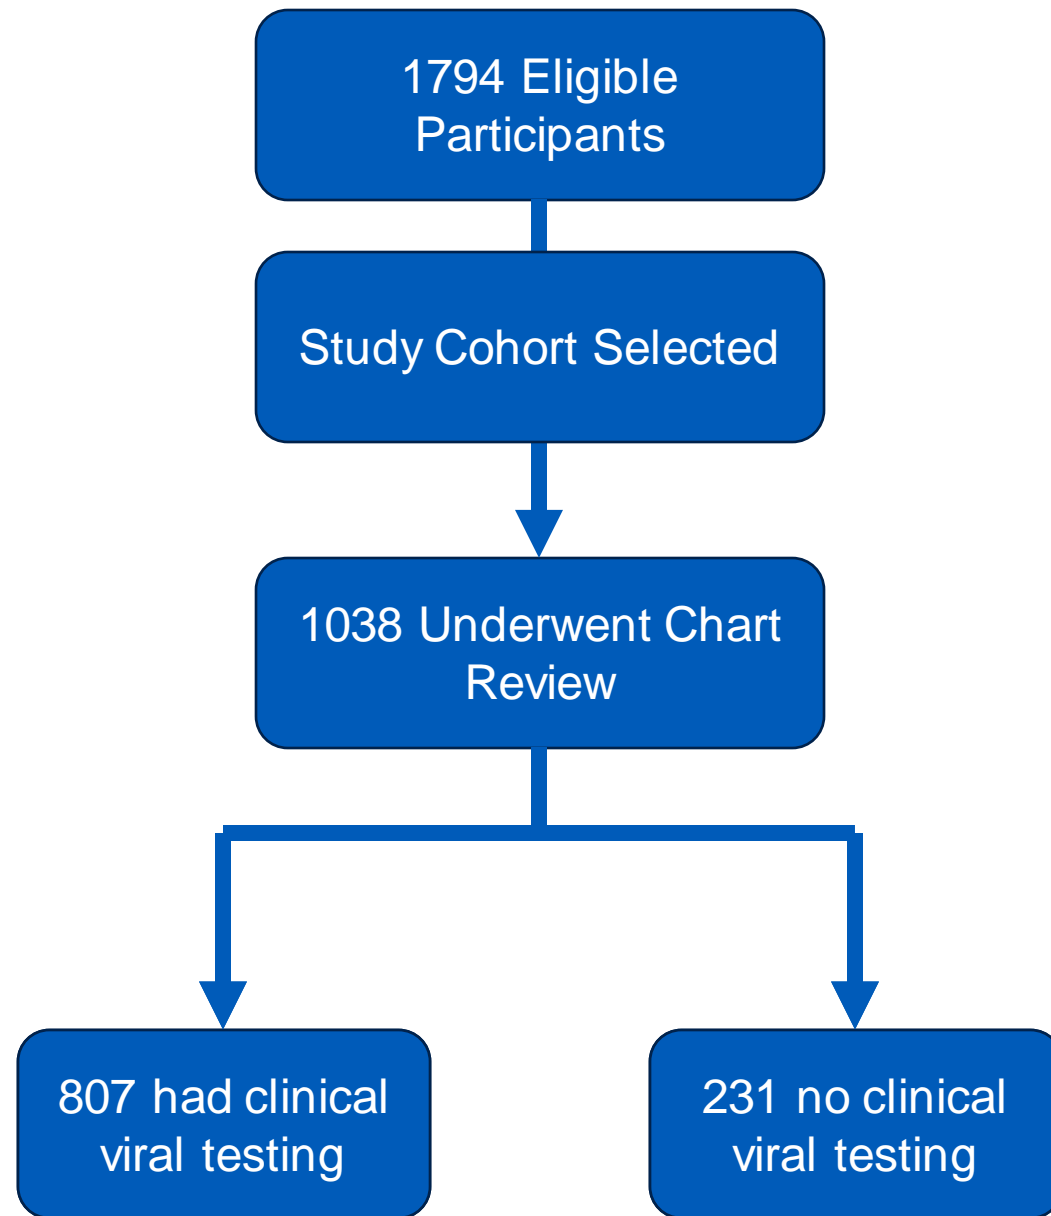 1794 Eligible
Participants
Study Cohort Selected
1038 Underwent Chart
Review
807 had clinical
viral testing
231 no clinical
viral testing